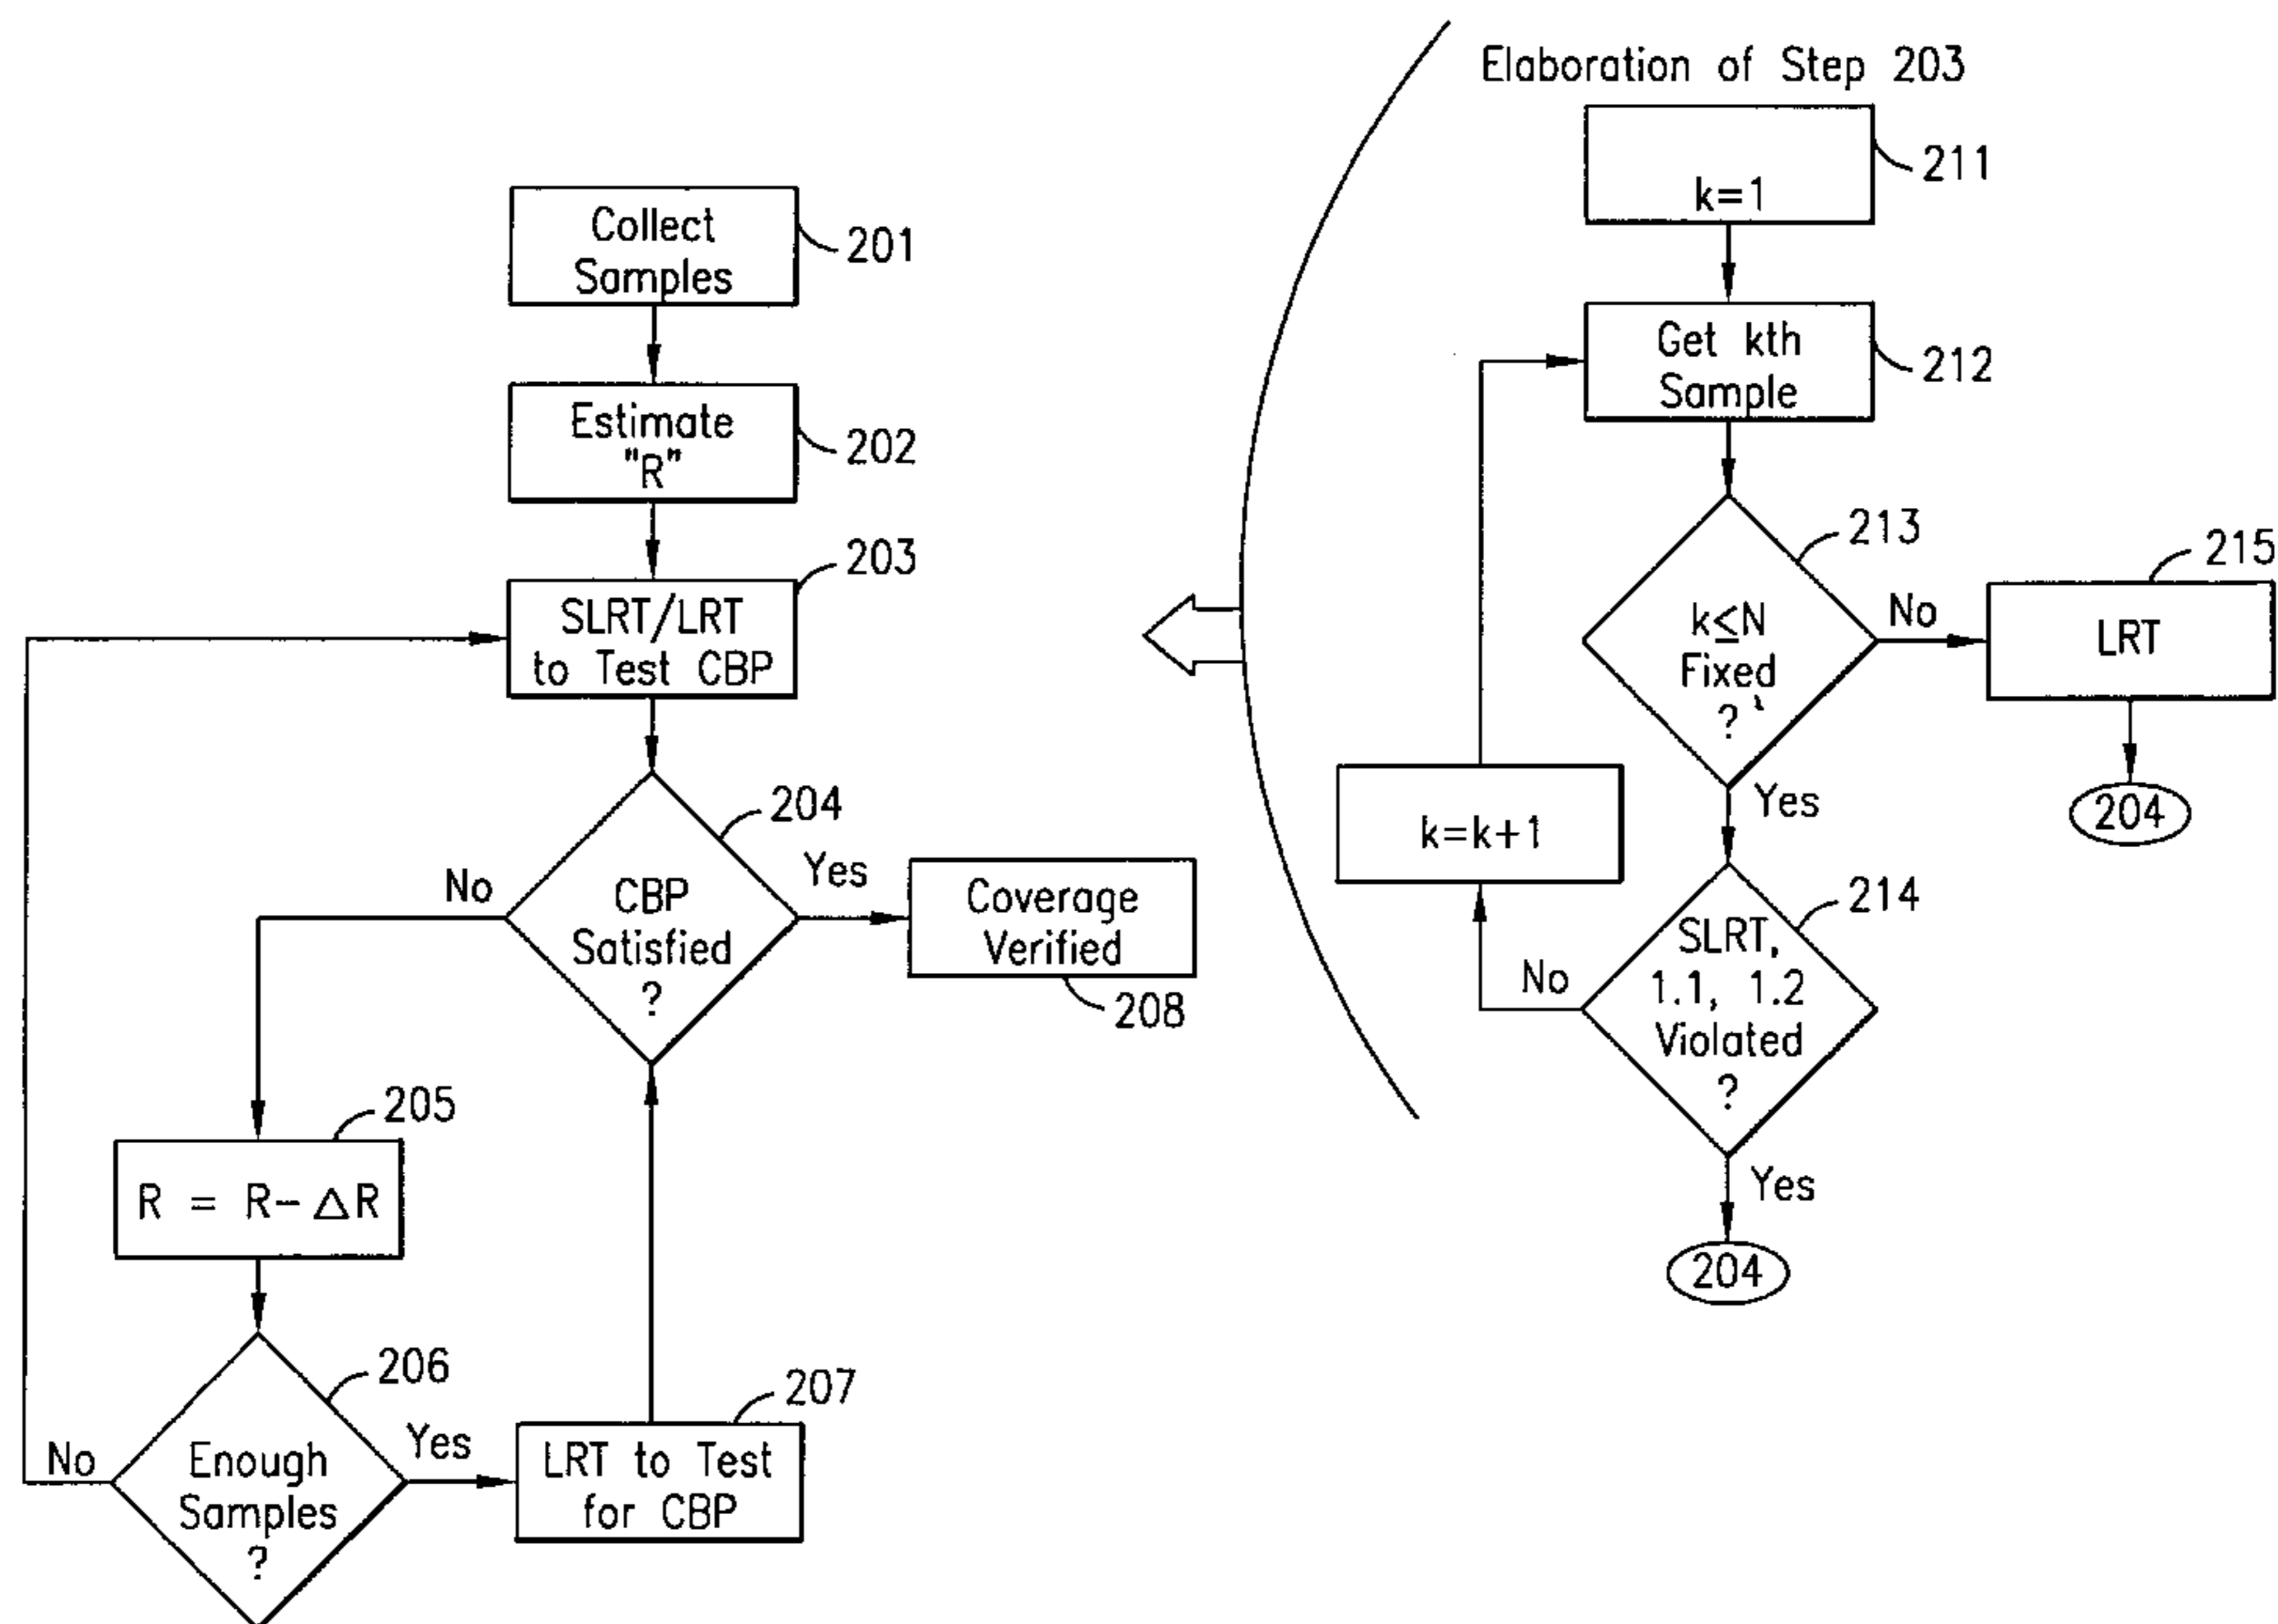 Collect
Samples
201
Estimate
"R"
202
SLRT/LRT
to Test CBP
203
CBP
Satisfied
?
204
No
Yes
Coverage
Verified
208
R = R-ΔR
205
Enough
Samples
?
206
No
Yes
LRT to Test
for CBP
207
Elaboration of Step 203
k=1
211
Get kth
Sample
212
k≤N
Fixed
?
213
No
LRT
215
204
Yes
k=k+1
SLRT,
1.1, 1.2
Violated
?
214
No
Yes
204